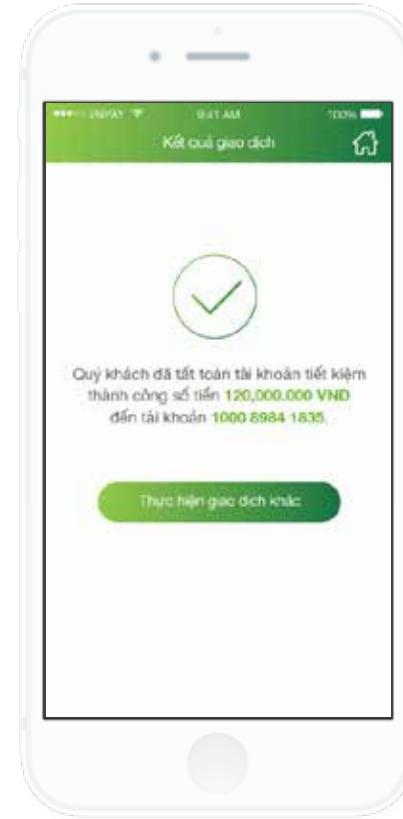 VNPAY 9:41 AM 100%
Kết quả giao dịch
Quý khách đã tất toán tài khoản tiết kiệm
thành công số tiền 120,000.000 VND
đến tài khoản 1000 8984 1835.
Thực hiện giao dịch khác